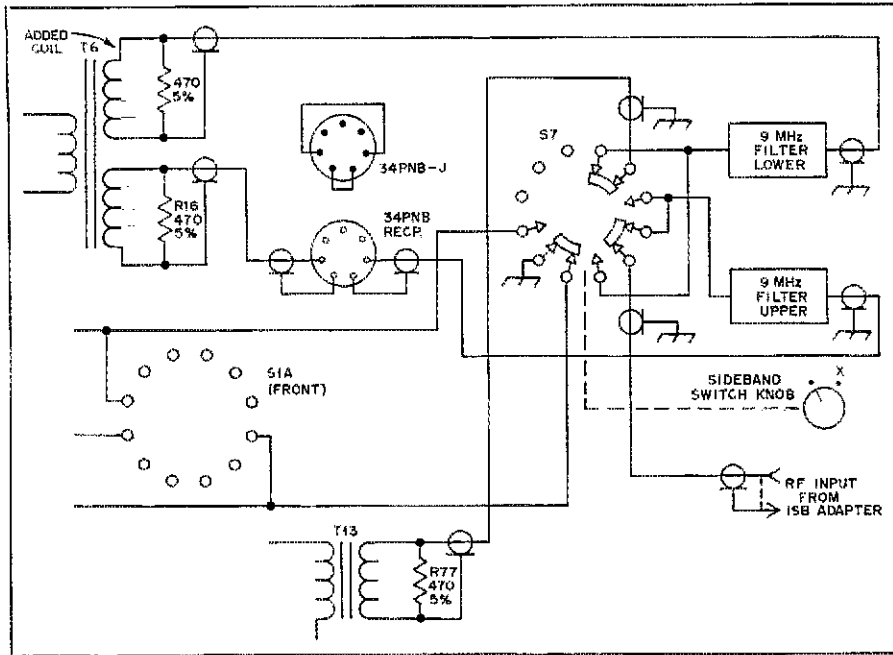 ADDED
COIL
T6
470
5%
34PNB-J
S7
9 MHz
FILTER
LOWER
R16
470
5%
34PNB
RECP.
9 MHz
FILTER
UPPER
S1A
(FRONT)
SIDEBAND
SWITCH KNOB
X
RF INPUT
FROM
ISB ADAPTER
T13
R77
470
5%